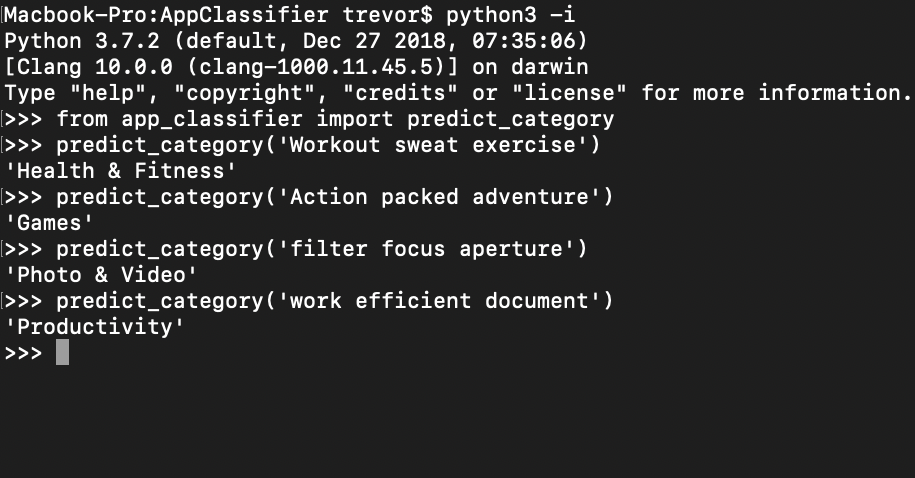 Macbook-Pro:AppClassifier trevor$ python3 -i
Python 3.7.2 (default, Dec 27 2018, 07:35:06)
[Clang 10.0.0 (clang-1000.11.45.5)] on darwin
Type "help", "copyright", "credits" or "license" for more information.
>>> from app_classifier import predict_category
>>> predict_category('Workout sweat exercise')
'Health & Fitness'
>>> predict_category('Action packed adventure')
'Games'
>>> predict_category('filter focus aperture')
'Photo & Video'
>>> predict_category('work efficient document')
'Productivity'
>>>